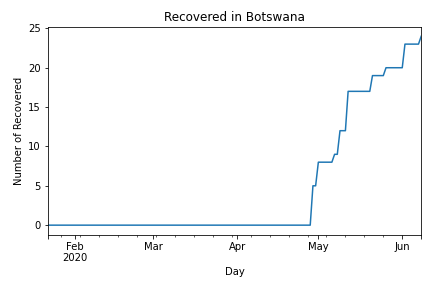 Recovered in Botswana
Number of Recovered
25
20
15
10
5
0
Feb
2020
Mar
Apr
May
Jun
Day